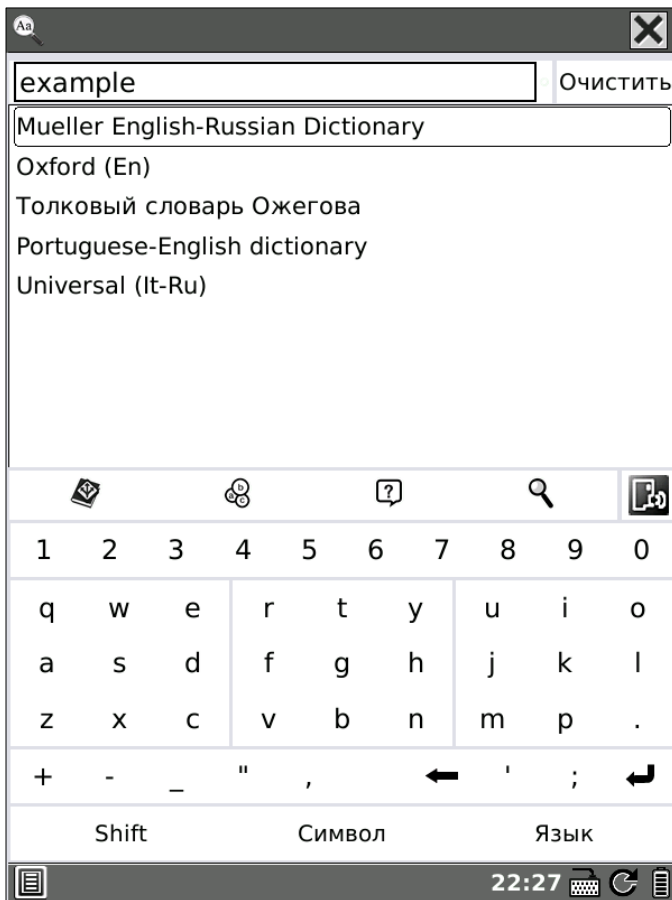 Aa
example
Очистить
Mueller English-Russian Dictionary
Oxford (En)
Толковый словарь Ожегова
Portuguese-English dictionary
Universal (It-Ru)
a b c
?
1 2 3 4 5 6 7 8 9 0
q w e r t y u i o
a s d f g h j k l
z x c v b n m p .
+ - _ " , ' ;
Shift Символ Язык
22:27